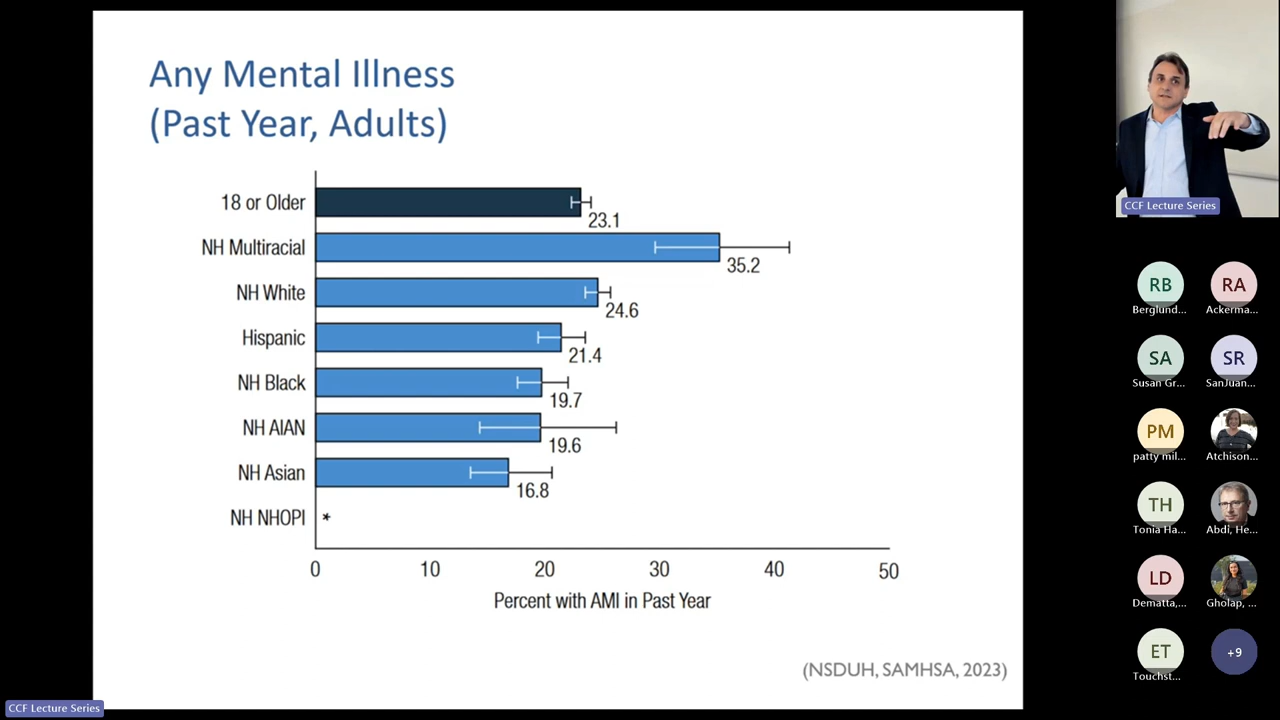 Any Mental Illness
(Past Year, Adults)
18 or Older
23.1
NH Multiracial
35.2
NH White
24.6
Hispanic
21.4
NH Black
19.7
NH AIAN
19.6
NH Asian
16.8
NH NHOPI
*
0 10 20 30 40 50
Percent with AMI in Past Year
(NSDUH, SAMHSA, 2023)
CCF Lecture Series
CCF Lecture Series
RB RA
Berglund... Ackerma...
SA SR
Susan Gr... SanJuan...
PM
patty mil... Atchison...
TH
Tonia Ha... Abdi, He...
LD
Dematta,... Gholap, ...
ET +9
Touchst...